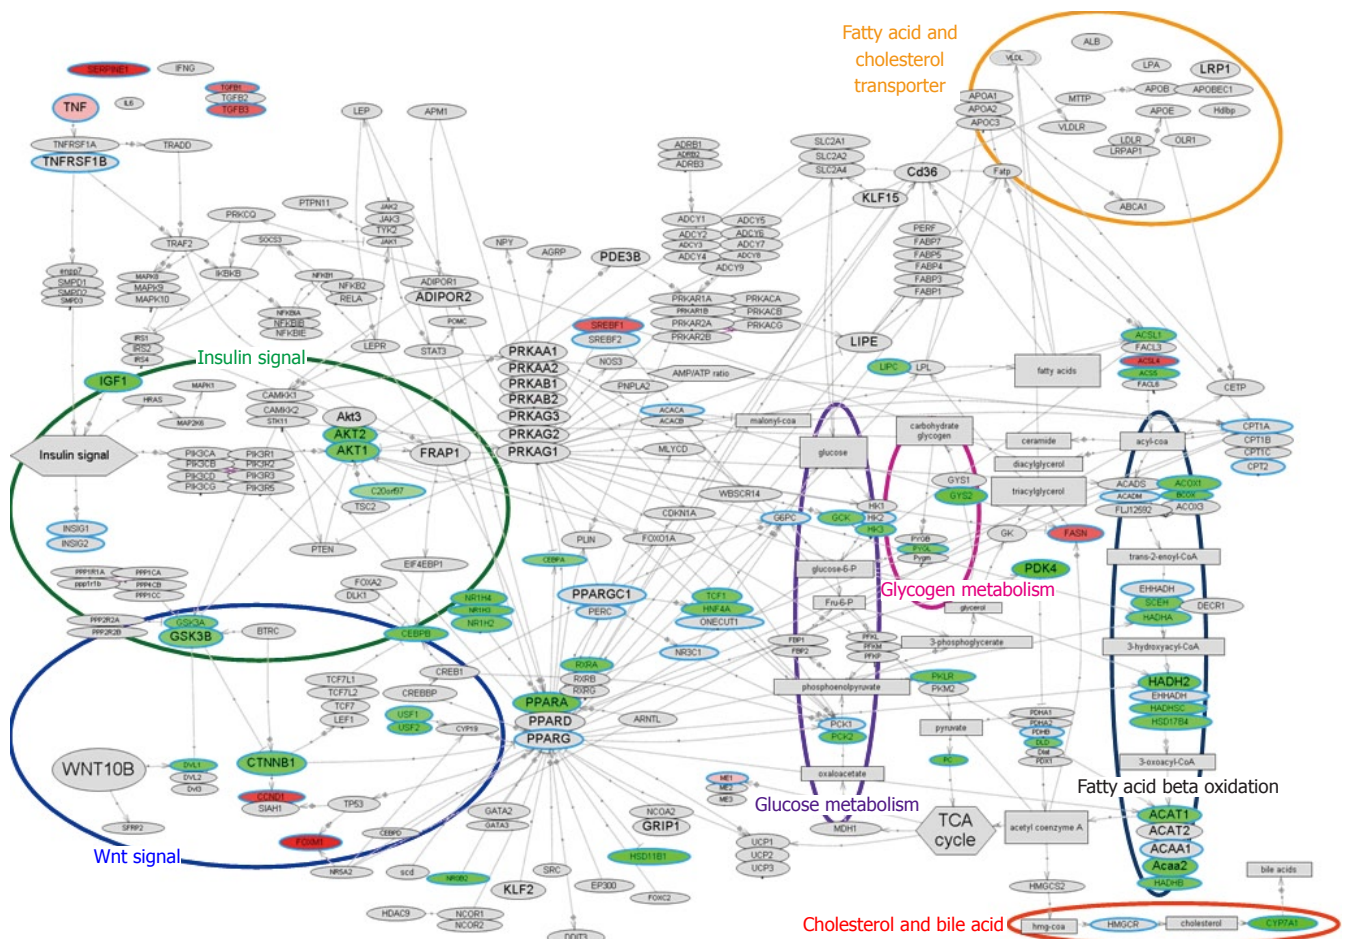 Fatty acid and
cholesterol
transporter
SERPINE1
IFNG
TGFB1
TGFB2
TGFB3
TNF
IL6
TNFRSF1A
TNFRSF1B
TRADD
LEP
APM1
ADRB1
ADRB2
ADRB3
SLC2A1
SLC2A2
SLC2A4
Cd36
KLF15
Fatp
VLDL
ALB
LPA
LRP1
MTTP
APOB
APOBEC1
APOA1
APOA2
APOC3
VLDLR
APOE
Hdlbp
LDLR
LRPAP1
OLR1
ABCA1
PRKCQ
PTPN11
JAK2
JAK3
TYK2
JAK1
TRAF2
SOCS3
IKBKB
NFKB1
NFKB2
RELA
NFKBIA
NFKBIB
NFKBIE
enpp7
SMPD1
SMPD2
SMPD3
MAPK8
MAPK9
MAPK10
ADIPOR1
ADIPOR2
NPY
AGRP
PDE3B
ADCY1
ADCY2
ADCY3
ADCY4
ADCY5
ADCY6
ADCY7
ADCY8
ADCY9
PERF
FABP7
FABP5
FABP4
FABP3
FABP1
PRKAR1A
PRKAR1B
PRKAR2A
PRKAR2B
PRKACA
PRKACB
PRKACG
POMC
STAT3
LEPR
IRS1
IRS2
IRS4
SREBF1
SREBF2
NOS3
PNPLA2
AMP/ATP ratio
LIPE
LIPC
LPL
fatty acids
ACSL1
FACL3
ACSL4
ACS5
FACL6
CETP
Insulin signal
IGF1
MAPK1
HRAS
MAP2K6
CAMKK1
CAMKK2
STK11
Akt3
AKT2
AKT1
FRAP1
PRKAA1
PRKAA2
PRKAB1
PRKAB2
PRKAG3
PRKAG2
PRKAG1
ACACA
ACACB
malonyl-coa
MLYCD
glucose
carbohydrate
glycogen
ceramide
diacylglycerol
triacylglycerol
acyl-coa
CPT1A
CPT1B
CPT1C
CPT2
Insulin signal
PIK3CA
PIK3CB
PIK3CD
PIK3CG
PIK3R1
PIK3R2
PIK3R3
PIK3R5
C20orf97
TSC2
INSIG1
INSIG2
PTEN
EIF4EBP1
WBSCR14
CDKN1A
FOXO1A
PLIN
CEBPA
G6PC
GCK
HK1
HK2
HK3
GYS1
GYS2
PYGB
PYGL
Pygm
GK
FASN
PDK4
ACADS
ACADM
FLJ12592
ACOX1
BCOX
ACOX3
trans-2-enoyl-CoA
Glycogen metabolism
glucose-6-P
Fru-6-P
glycerol
3-phosphoglycerate
PPP1R1A
ppp1r1b
PPP1CA
PPP1CB
PPP1CC
PPP2R2A
PPP2R2B
GSK3A
GSK3B
BTRC
FOXA2
DLK1
NR1H4
NR1H3
NR1H2
CEBPB
PPARGC1
PERC
TCF1
HNF4A
ONECUT1
NR3C1
FBP1
FBP2
PFKL
PFKM
PFKP
EHHADH
SCEH
HADHA
DECR1
3-hydroxyacyl-CoA
TCF7L1
TCF7L2
TCF7
LEF1
CREB1
CREBBP
RXRA
RXRB
RXRG
PPARA
PPARD
PPARG
ARNTL
USF1
USF2
CYP19
phosphoenolpyruvate
PKLR
PKM2
PCK1
PCK2
pyruvate
PC
PDHA1
PDHA2
PDHB
DLD
Dlat
PDX1
HADH2
EHHADH
HADHSC
HSD17B4
3-oxoacyl-CoA
Fatty acid beta oxidation
WNT10B
DVL1
DVL2
Dvl3
SFRP2
CTNNB1
CCND1
SIAH1
TP53
FOXM1
NR5A2
CEBPD
Wnt signal
GATA2
GATA3
scd
NR0B2
KLF2
SRC
HDAC9
NCOR1
NCOR2
DDIT3
EP300
FOXC2
NCOA2
GRIP1
HSD11B1
ME1
ME2
ME3
UCP1
UCP2
UCP3
oxaloacetate
Glucose metabolism
MDH1
TCA
cycle
acetyl coenzyme A
ACAT1
ACAT2
ACAA1
Acaa2
HADHB
HMGCS2
bile acids
Cholesterol and bile acid
hmg-coa
HMGCR
cholesterol
CYP7A1